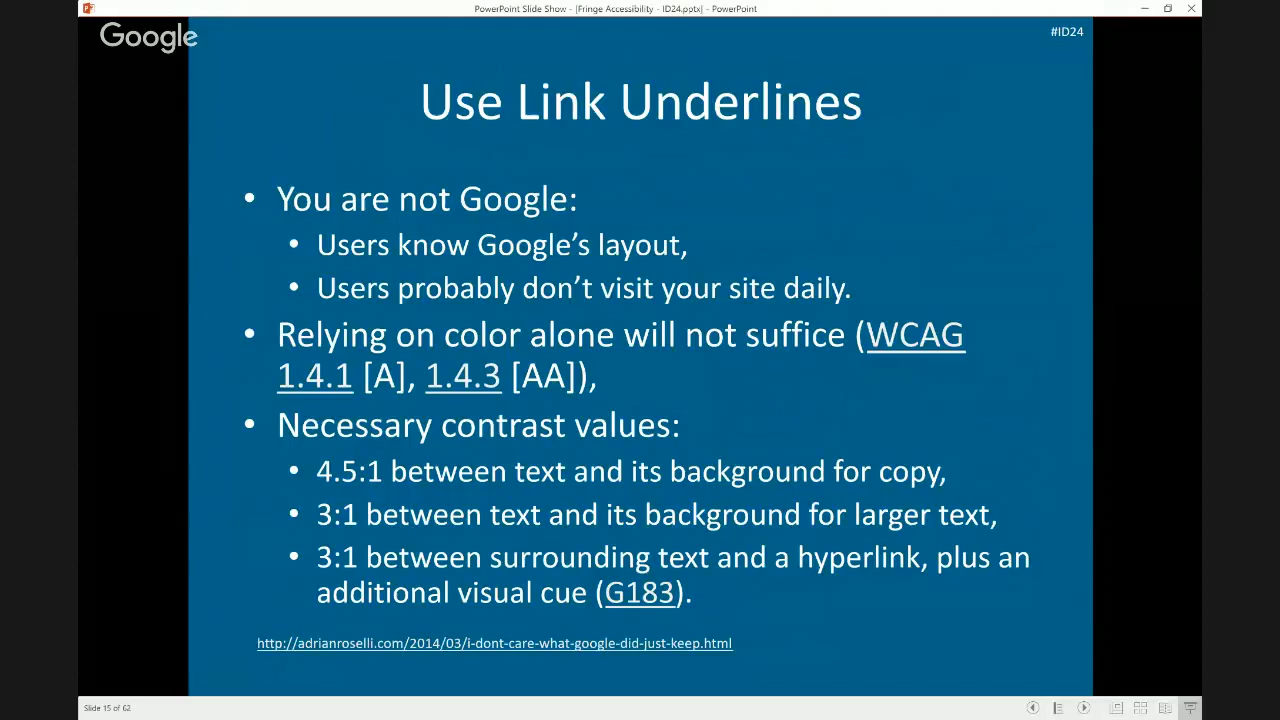 PowerPoint Slide Show - [Fringe Accessibility - ID24.pptx] - PowerPoint
Google
#ID24
Use Link Underlines
• You are not Google:
• Users know Google’s layout,
• Users probably don’t visit your site daily.
• Relying on color alone will not suffice (WCAG
1.4.1 [A], 1.4.3 [AA]),
• Necessary contrast values:
• 4.5:1 between text and its background for copy,
• 3:1 between text and its background for larger text,
• 3:1 between surrounding text and a hyperlink, plus an
additional visual cue (G183).
http://adrianroselli.com/2014/03/i-dont-care-what-google-did-just-keep.html
Slide 15 of 62